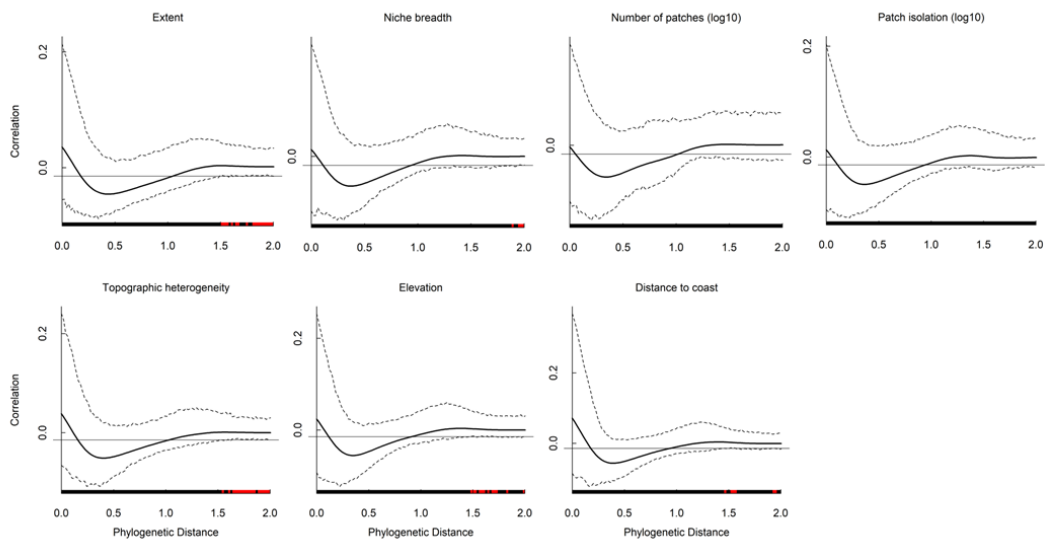 Extent
Niche breadth
Number of patches (log10)
Patch isolation (log10)
Correlation
0.0 0.2
0.0
0.0
0.0 0.2
0.0 0.5 1.0 1.5 2.0
0.0 0.5 1.0 1.5 2.0
0.0 0.5 1.0 1.5 2.0
0.0 0.5 1.0 1.5 2.0
Topographic heterogeneity
Elevation
Distance to coast
Correlation
0.0 0.2
0.0 0.2
0.0 0.2
0.0 0.5 1.0 1.5 2.0
0.0 0.5 1.0 1.5 2.0
0.0 0.5 1.0 1.5 2.0
Phylogenetic Distance
Phylogenetic Distance
Phylogenetic Distance